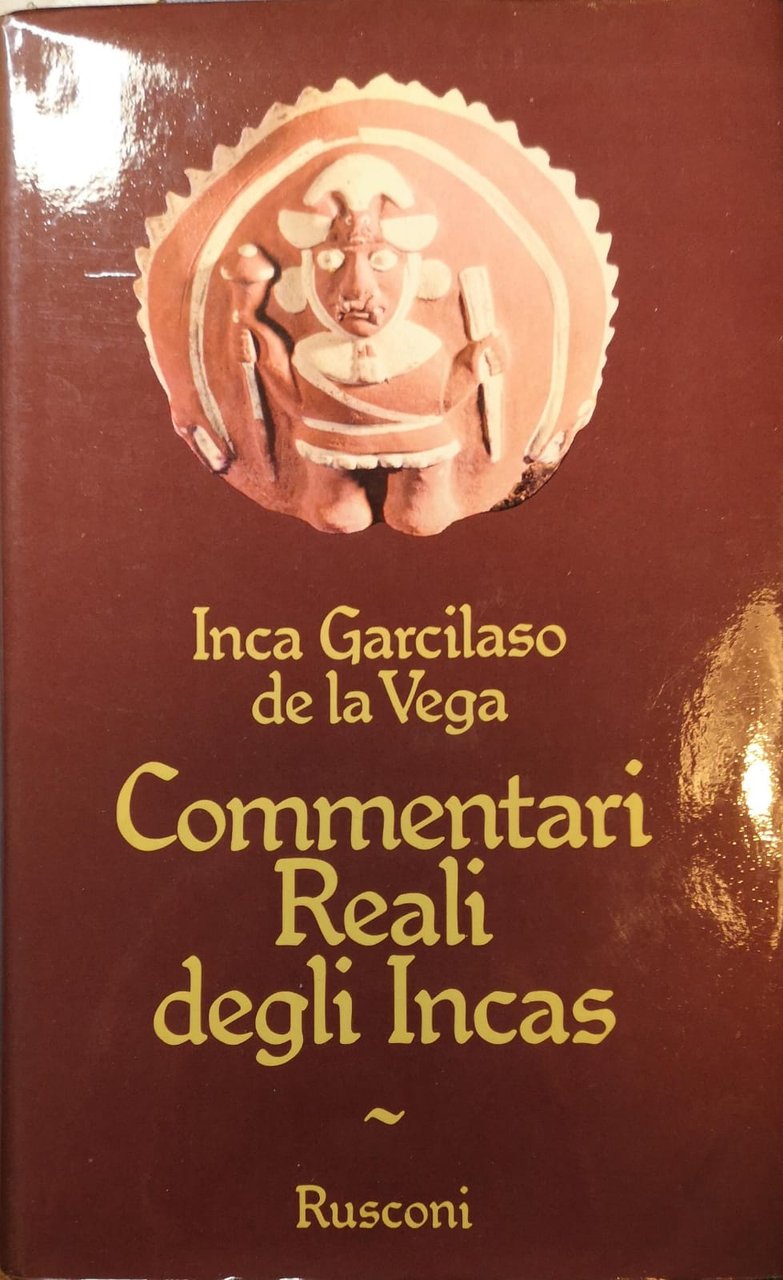 Inca Garcilaso
de la Vega
Commentari
Reali
degli Incas
~
Rusconi